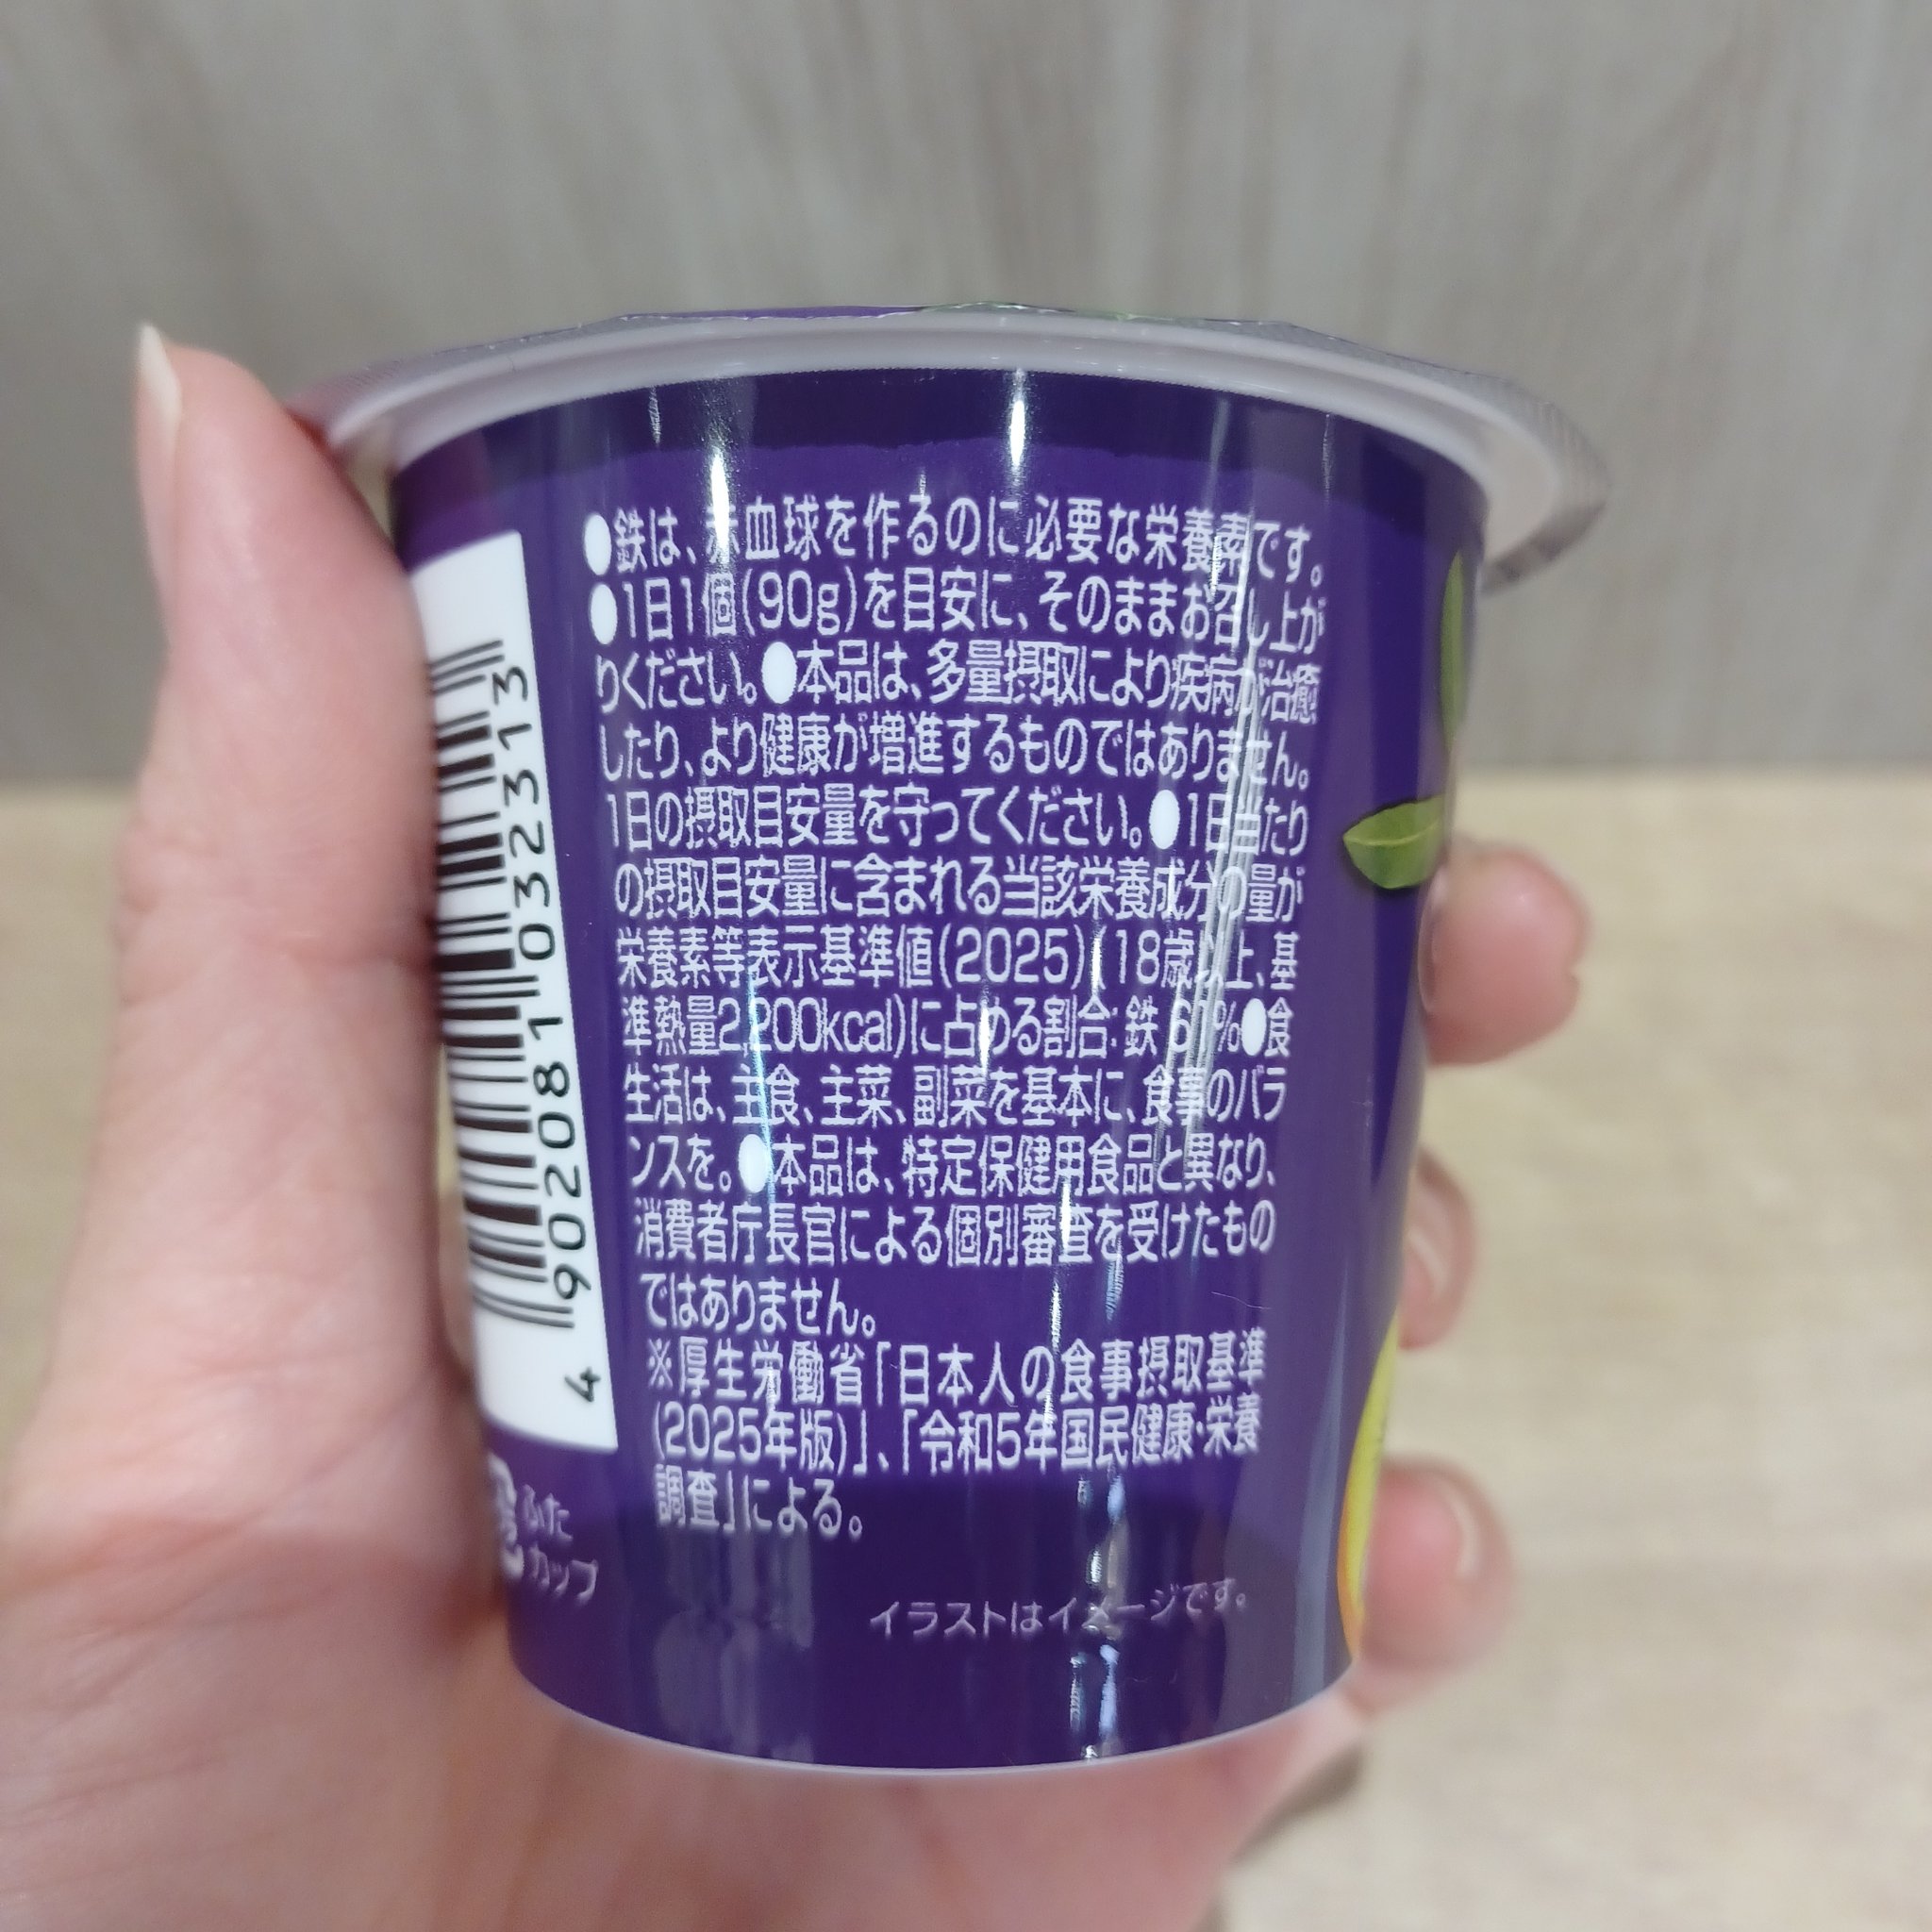 ●鉄は、赤血球を作るのに必要な栄養素です。
●1日1個(90g)を目安に、そのままお召し上が
りください。●本品は、多量摂取により疾病が治癒
したり、より健康が増進するものではありません。
1日の摂取目安量を守ってください。●1日当たり
の摂取目安量に含まれる当該栄養成分の量が
栄養素等表示基準値(2025)(18歳以上、基
準熱量2,200kcal)に占める割合:鉄 %●食
生活は、主食、主菜、副菜を基本に、食事のバラ
ンスを。●本品は、特定保健用食品と異なり、
消費者庁長官による個別審査を受けたもの
ではありません。
※厚生労働省「日本人の食事摂取基準
(2025年版)」、「令和5年国民健康・栄養
調査」による。
イラストはイメージです。
4 902081 032313
ふた
カップ